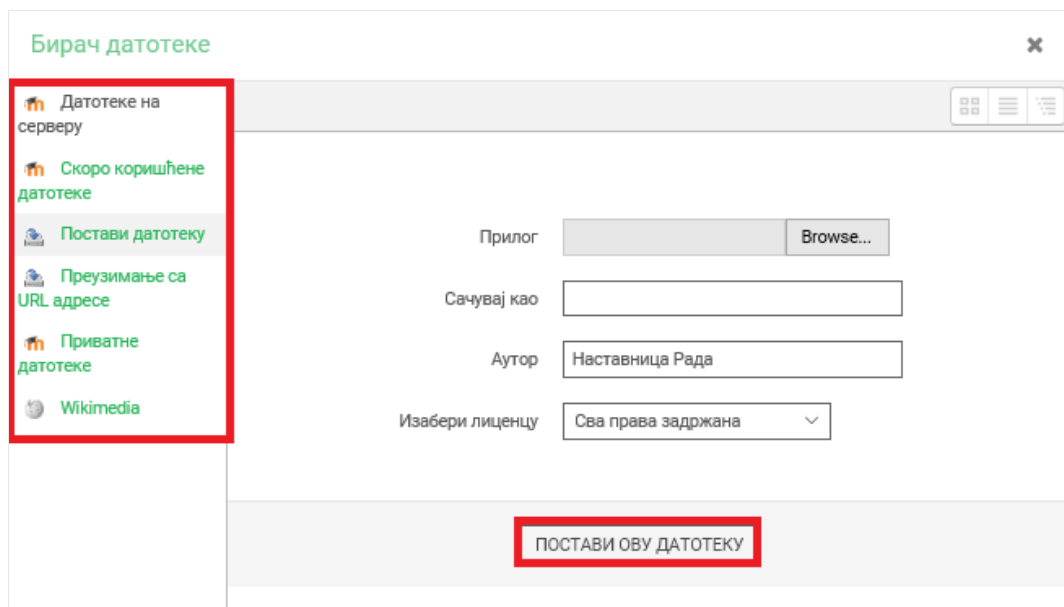 Бирач датотеке
Датотеке на
серверу
Скоро коришћене
датотеке
Постави датотеку
Преузимање са
URL адресе
Приватне
датотеке
Wikimedia
Прилог
Browse...
Сачувај као
Аутор
Наставница Рада
Изабери лиценцу
Сва права задржана
ПОСТАВИ ОВУ ДАТОТЕКУ